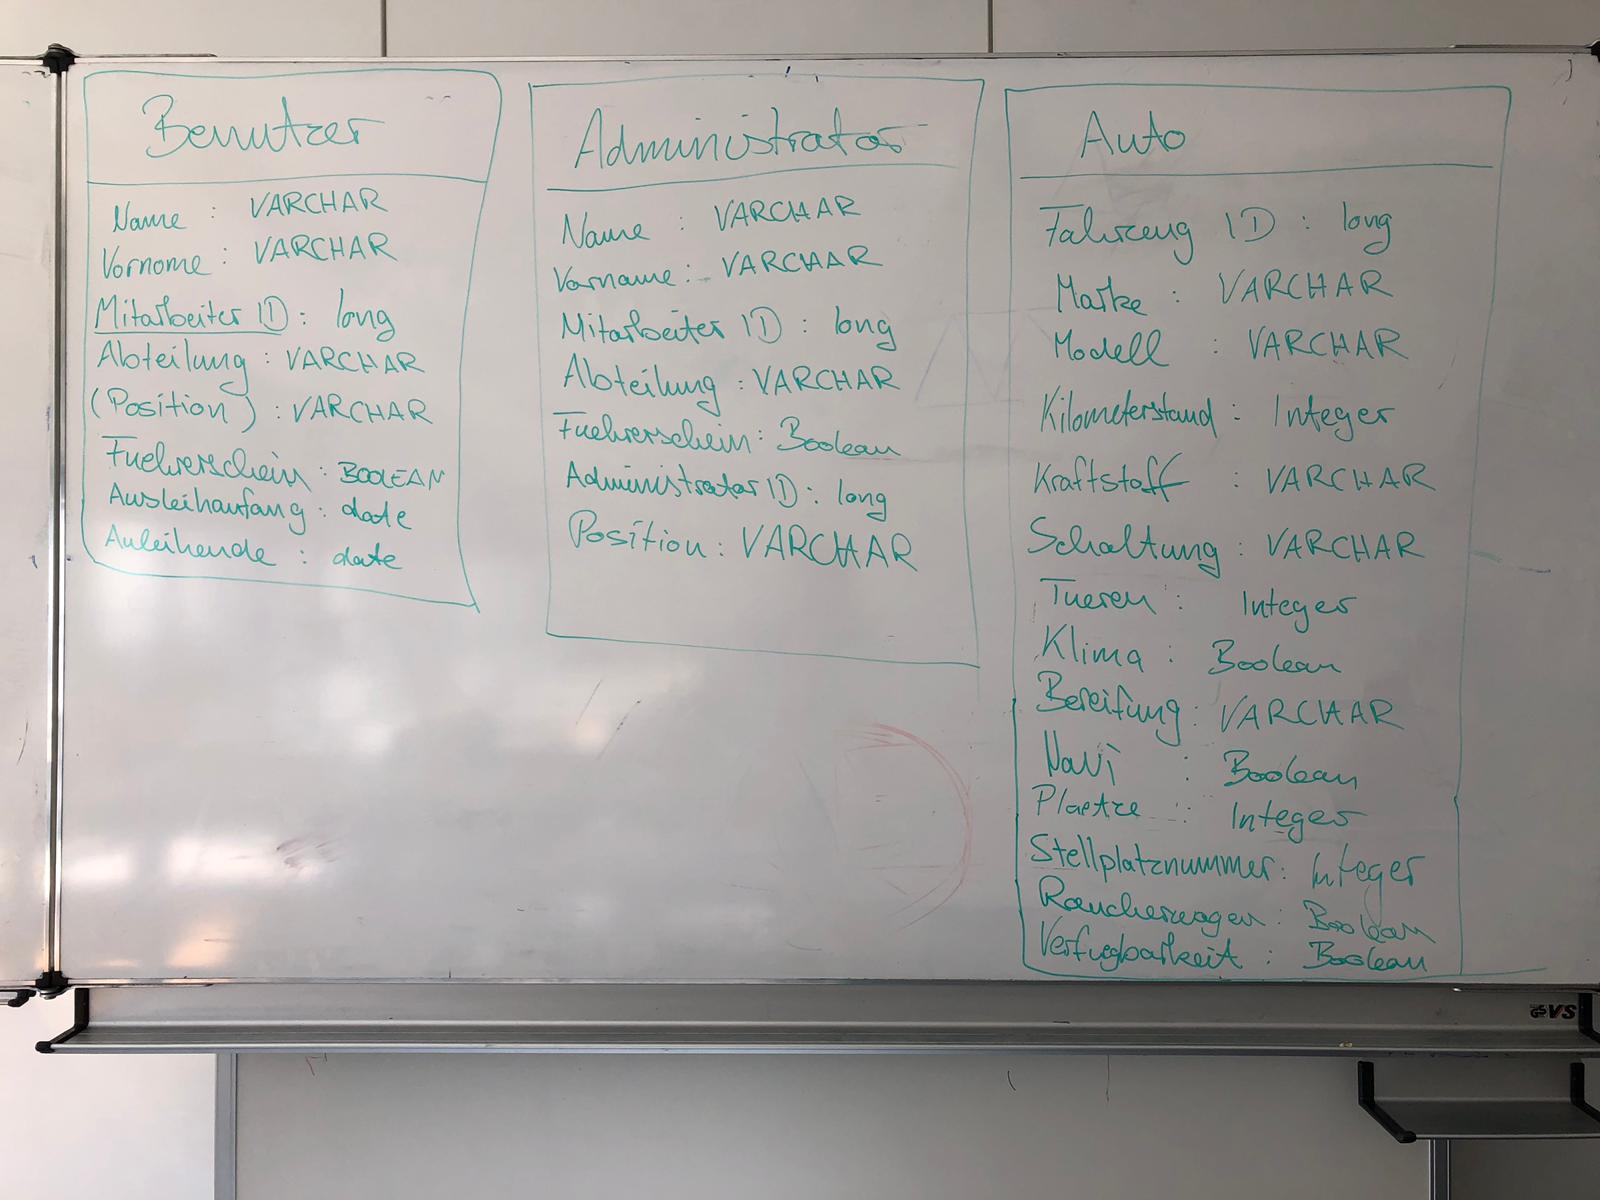 Benutzer
Name : VARCHAR
Vorname : VARCHAR
Mitarbeiter ID : long
Abteilung : VARCHAR
(Position) : VARCHAR
Fuehrerschein : BOOLEAN
Ausleihanfang : date
Auleihende : date
Administrator
Name : VARCHAR
Vorname : VARCHAR
Mitarbeiter ID : long
Abteilung : VARCHAR
Fuehrerschein : Boolean
Administrator ID : long
Position : VARCHAR
Auto
Fahrzeug ID : long
Marke : VARCHAR
Modell : VARCHAR
Kilometerstand : Integer
Kraftstoff : VARCHAR
Schaltung : VARCHAR
Tueren : Integer
Klima : Boolean
Bereifung : VARCHAR
Navi : Boolean
Plaetze : Integer
Stellplatznummer : Integer
Raucherwagen : Boolean
Verfugbarkeit : Boolean
VS